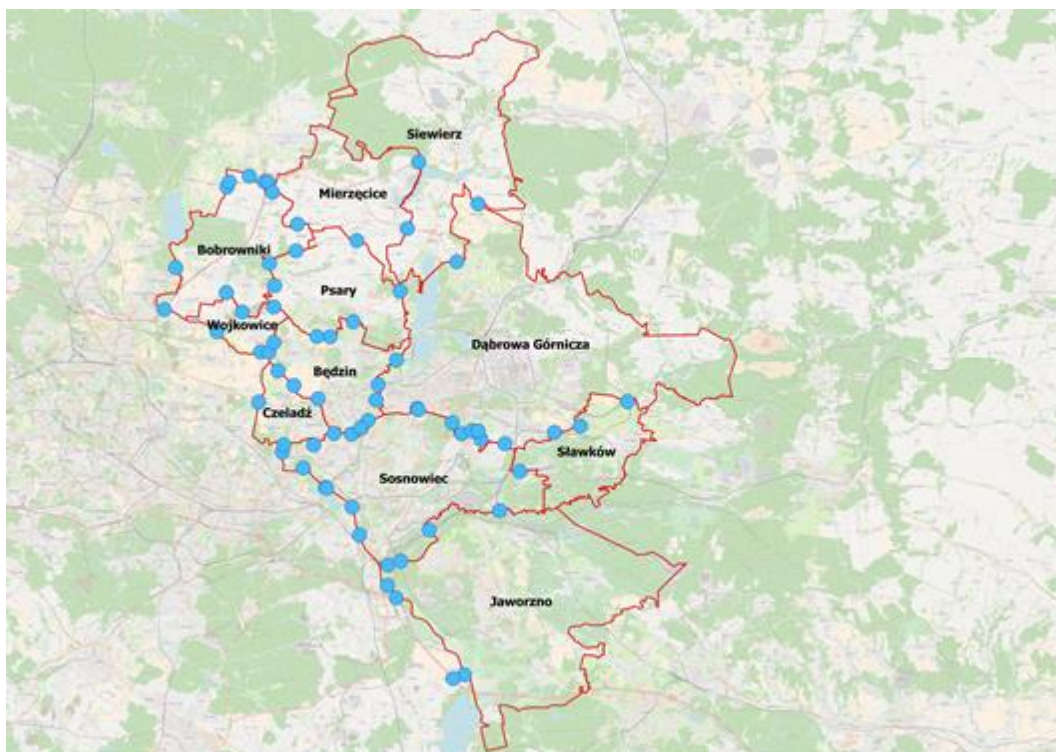 Siewierz
Mierzęcice
Bobrowniki
Psary
Wojkowice
Dąbrowa Górnicza
Będzin
Czeladź
Sławków
Sosnowiec
Jaworzno